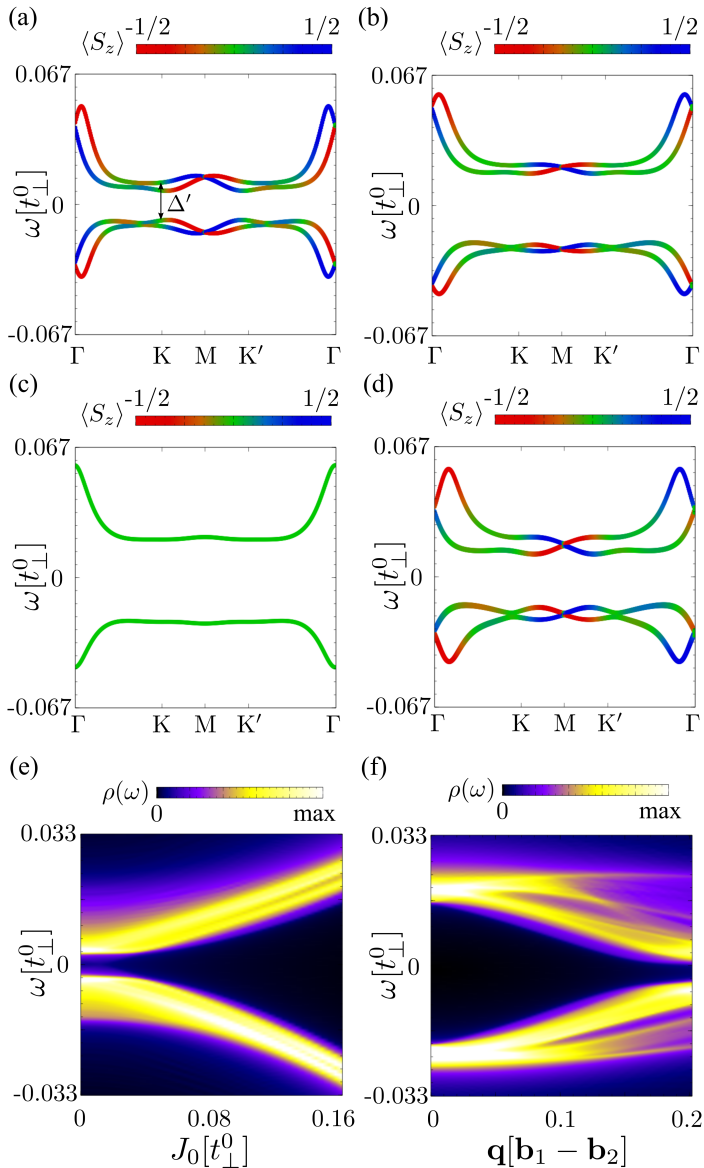 (a)
⟨S_z⟩ -1/2 1/2
0.067
ω[t⊥⁰]
0
-0.067
Δ′
Γ K M K′ Γ
(b)
⟨S_z⟩ -1/2 1/2
0.067
ω[t⊥⁰]
0
-0.067
Γ K M K′ Γ
(c)
⟨S_z⟩ -1/2 1/2
0.067
ω[t⊥⁰]
0
-0.067
Γ K M K′ Γ
(d)
⟨S_z⟩ -1/2 1/2
0.067
ω[t⊥⁰]
0
-0.067
Γ K M K′ Γ
(e)
ρ(ω)
0 max
0.033
ω[t⊥⁰]
0
-0.033
0 0.08 0.16
J₀[t⊥⁰]
(f)
ρ(ω)
0 max
0.033
ω[t⊥⁰]
0
-0.033
0 0.1 0.2
q[b₁ − b₂]